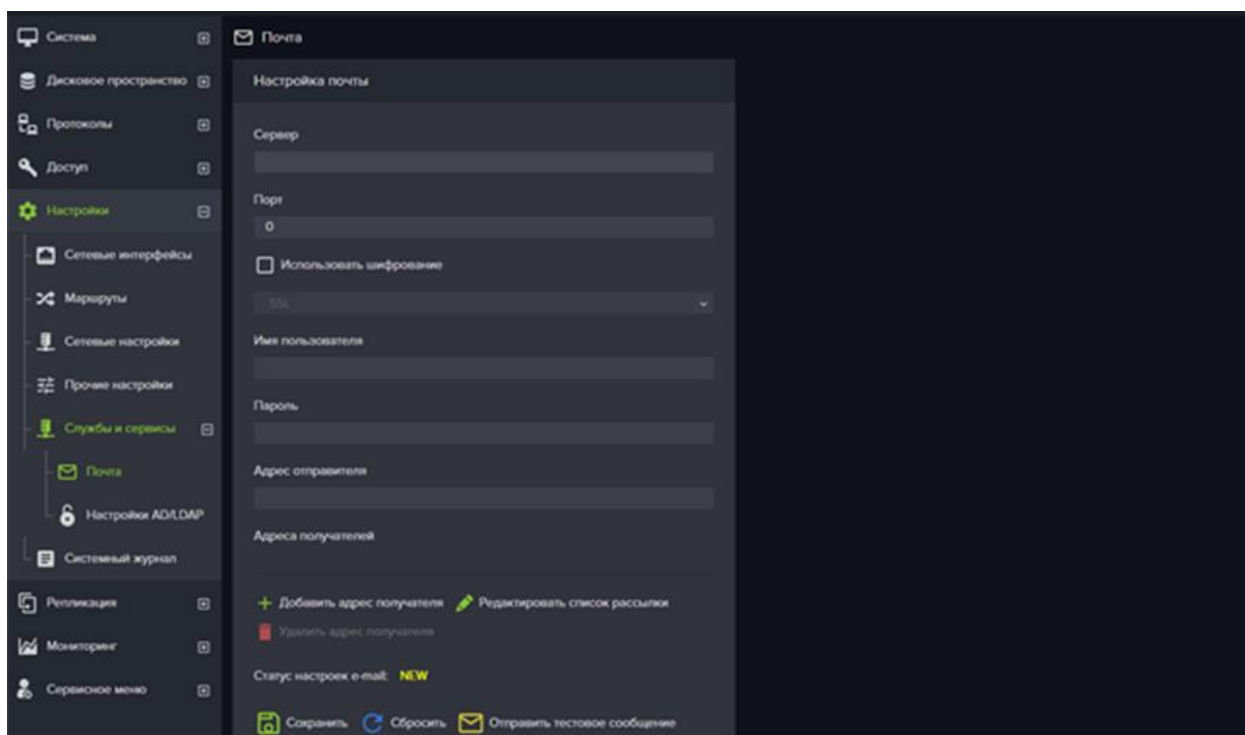 Система
Дисковое пространство
Протоколы
Доступ
Настройки
Сетевые интерфейсы
Маршруты
Сетевые настройки
Прочие настройки
Службы и сервисы
Почта
Настройки AD/LDAP
Системный журнал
Репликация
Мониторинг
Сервисное меню
Почта
Настройка почты
Сервер
Порт
0
Использовать шифрование
SSL
Имя пользователя
Пароль
Адрес отправителя
Адреса получателей
Добавить адрес получателя Редактировать список рассылки
Удалить адрес получателя
Статус настроек e-mail: NEW
Сохранить Сбросить Отправить тестовое сообщение